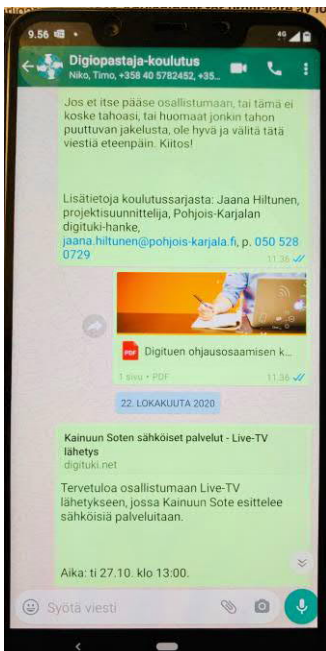 9.56
4G
Digiopastaja-koulutus
Niko, Timo, +358 40 5782452, +35...
Jos et itse pääse osallistumaan, tai tämä ei
koske tahoasi, tai huomaat jonkin tahon
puuttuvan jakelusta, ole hyvä ja välitä tätä
viestiä eteenpäin. Kiitos!
Lisätietoja koulutussarjasta: Jaana Hiltunen,
projektisuunnittelija, Pohjois-Karjalan
digituki-hanke,
jaana.hiltunen@pohjois-karjala.fi, p. 050 528
0729
11.36
PDF
Digituen ohjausosaamisen k...
1 sivu • PDF
11.36
22. LOKAKUUTA 2020
Kainuun Soten sähköiset palvelut - Live-TV
lähetys
digituki.net
Tervetuloa osallistumaan Live-TV
lähetykseen, jossa Kainuun Sote esittelee
sähköisiä palveluitaan.
Aika: ti 27.10. klo 13:00.
Syötä viesti